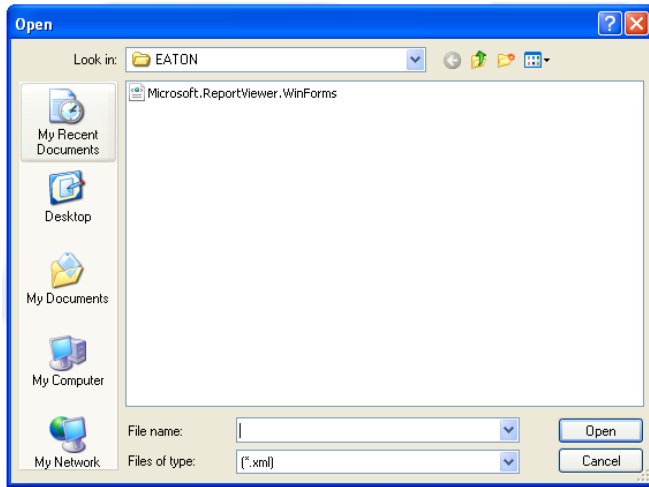 Open
Look in: EATON
Microsoft.ReportViewer.WinForms
My Recent
Documents
Desktop
My Documents
My Computer
My Network
File name:
Open
Files of type: (*.xml)
Cancel